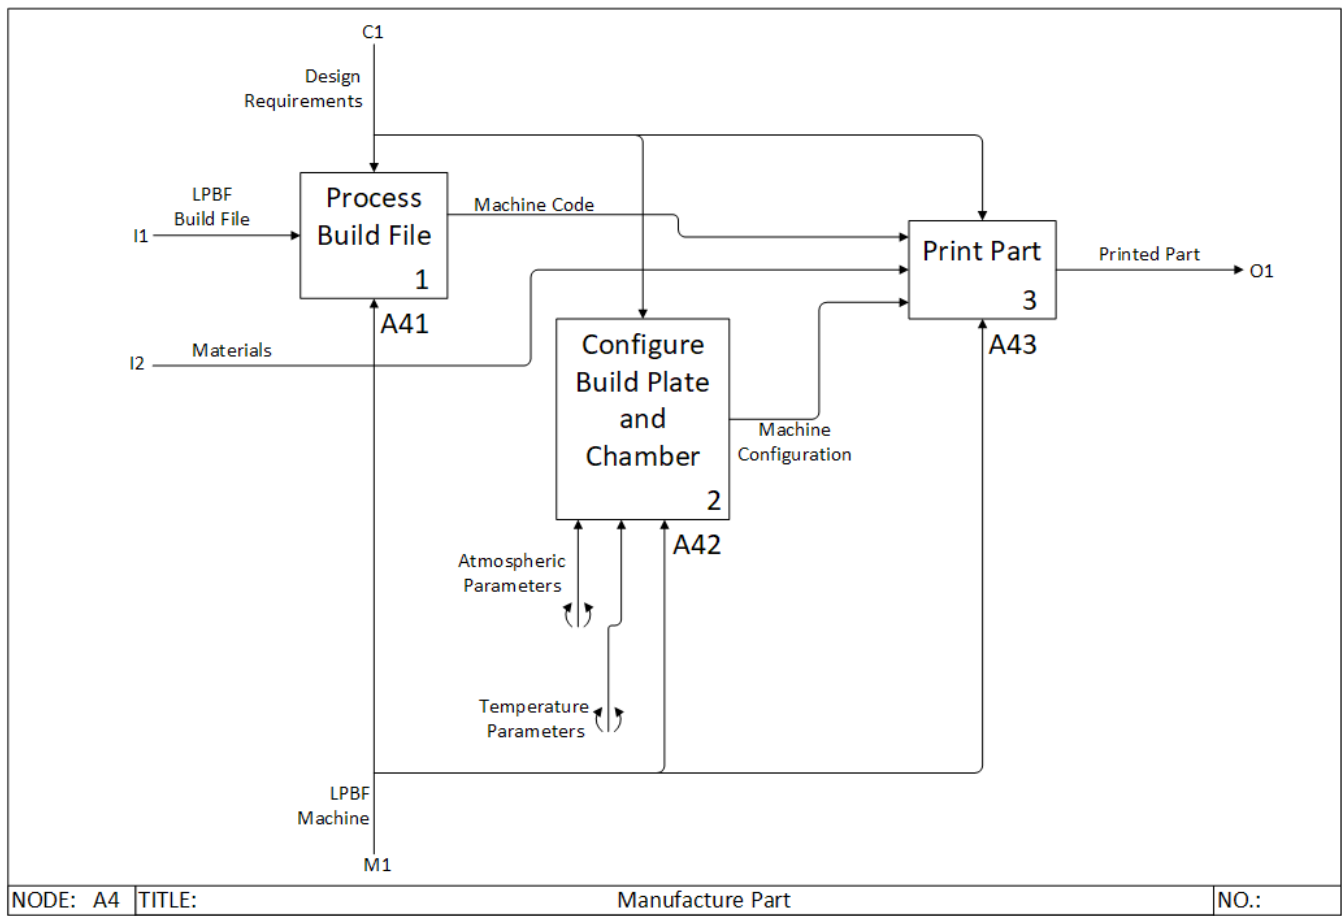 C1
Design
Requirements
LPBF
Build File
I1
Process
Build File
1
A41
Machine Code
Print Part
3
A43
Printed Part
O1
I2
Materials
Configure
Build Plate
and
Chamber
2
A42
Machine
Configuration
Atmospheric
Parameters
Temperature
Parameters
LPBF
Machine
M1
NODE: A4 TITLE: Manufacture Part NO.: